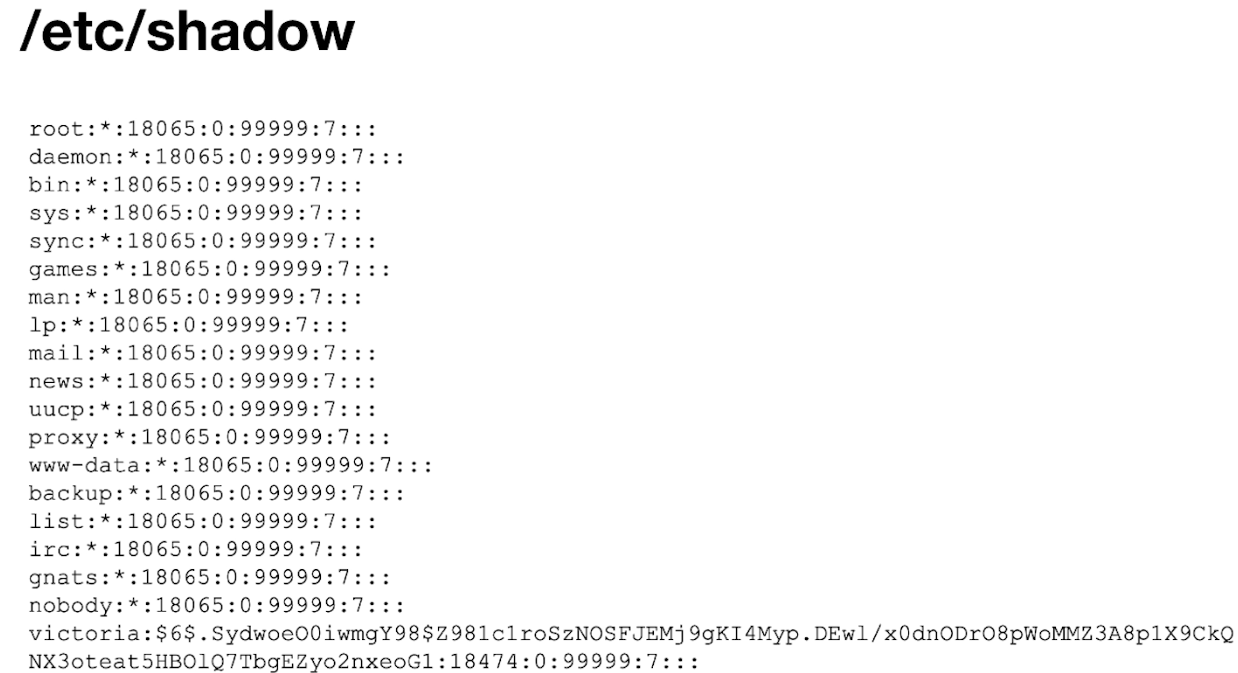 /etc/shadow
root:*:18065:0:99999:7:::
daemon:*:18065:0:99999:7:::
bin:*:18065:0:99999:7:::
sys:*:18065:0:99999:7:::
sync:*:18065:0:99999:7:::
games:*:18065:0:99999:7:::
man:*:18065:0:99999:7:::
lp:*:18065:0:99999:7:::
mail:*:18065:0:99999:7:::
news:*:18065:0:99999:7:::
uucp:*:18065:0:99999:7:::
proxy:*:18065:0:99999:7:::
www-data:*:18065:0:99999:7:::
backup:*:18065:0:99999:7:::
list:*:18065:0:99999:7:::
irc:*:18065:0:99999:7:::
gnats:*:18065:0:99999:7:::
nobody:*:18065:0:99999:7:::
victoria:$6$.SydwoeO0iwmgY98$Z981c1roSzNOSFJEMj9gKI4Myp.DEwl/x0dnODrO8pWoMMZ3A8p1X9CkQ
NX3oteat5HBOlQ7TbgEZyo2nxeoG1:18474:0:99999:7:::